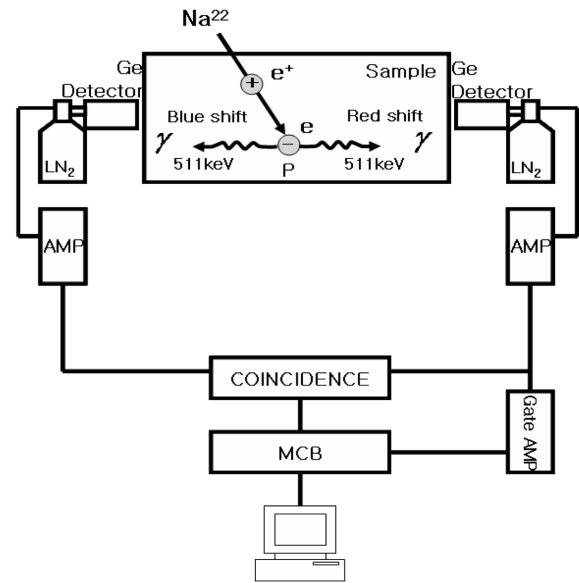 Na²²
Ge
Detector
e⁺
Sample
Ge
Detector
+
Blue shift
e
Red shift
γ
−
γ
511keV
P
511keV
LN₂
LN₂
AMP
AMP
COINCIDENCE
Gate AMP
MCB